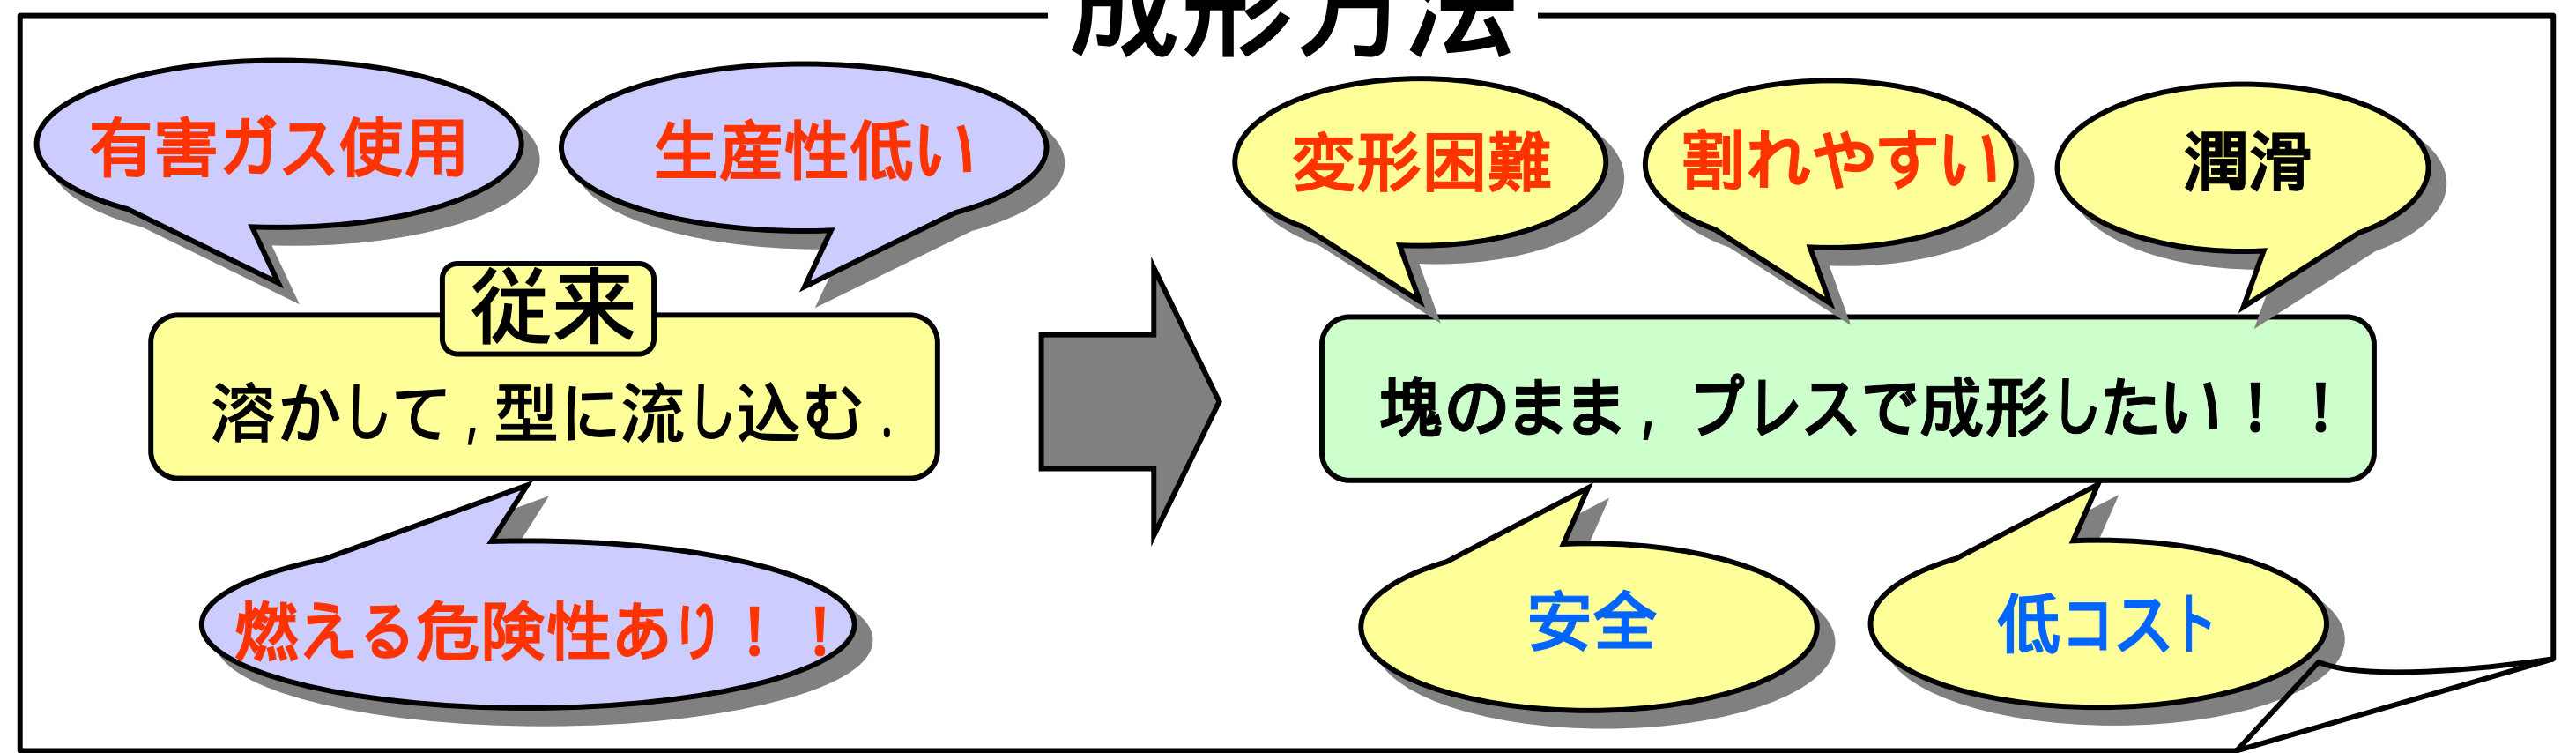 成形方法
有害ガス使用
生産性低い
従来
溶かして,型に流し込む.
燃える危険性あり！！
変形困難
割れやすい
潤滑
塊のまま,プレスで成形したい！！
安全
低コスト